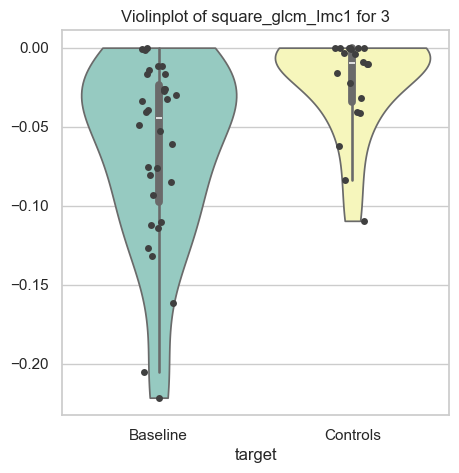 Violinplot of square_glcm_Imc1 for 3
0.00
−0.05
−0.10
−0.15
−0.20
Baseline
Controls
target